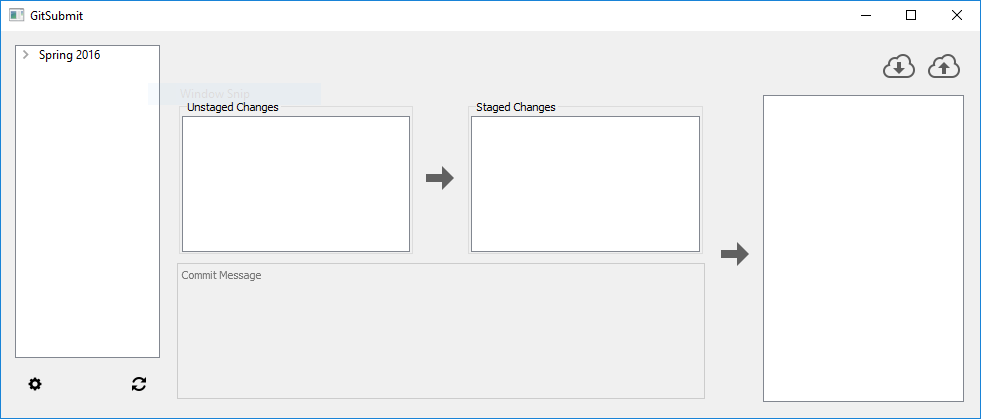 GitSubmit
Spring 2016
Window Snip
Unstaged Changes
Staged Changes
Commit Message